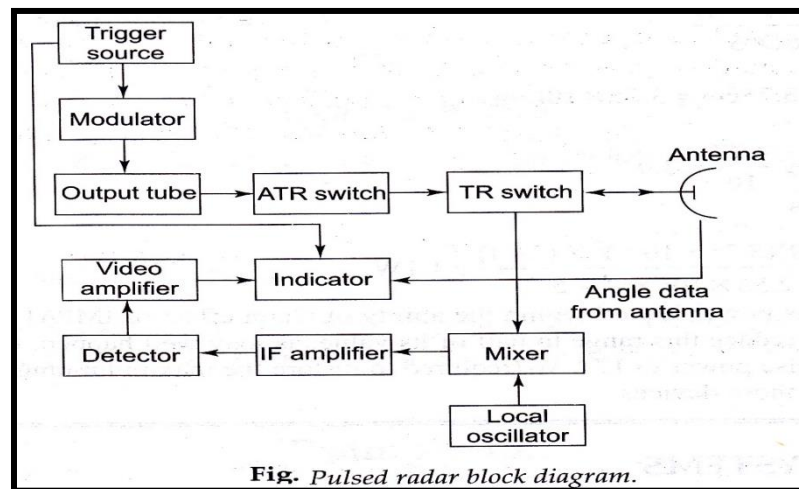 Trigger
source
Modulator
Antenna
Output tube
ATR switch
TR switch
Video
amplifier
Indicator
Angle data
from antenna
Detector
IF amplifier
Mixer
Local
oscillator
Fig. Pulsed radar block diagram.